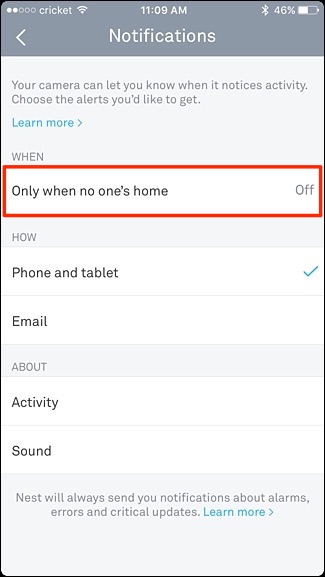 cricket 11:09 AM 46%
Notifications
Your camera can let you know when it notices activity.
Choose the alerts you'd like to get.
Learn more >
WHEN
Only when no one's home Off
HOW
Phone and tablet
Email
ABOUT
Activity
Sound
Nest will always send you notifications about alarms,
errors and critical updates. Learn more >